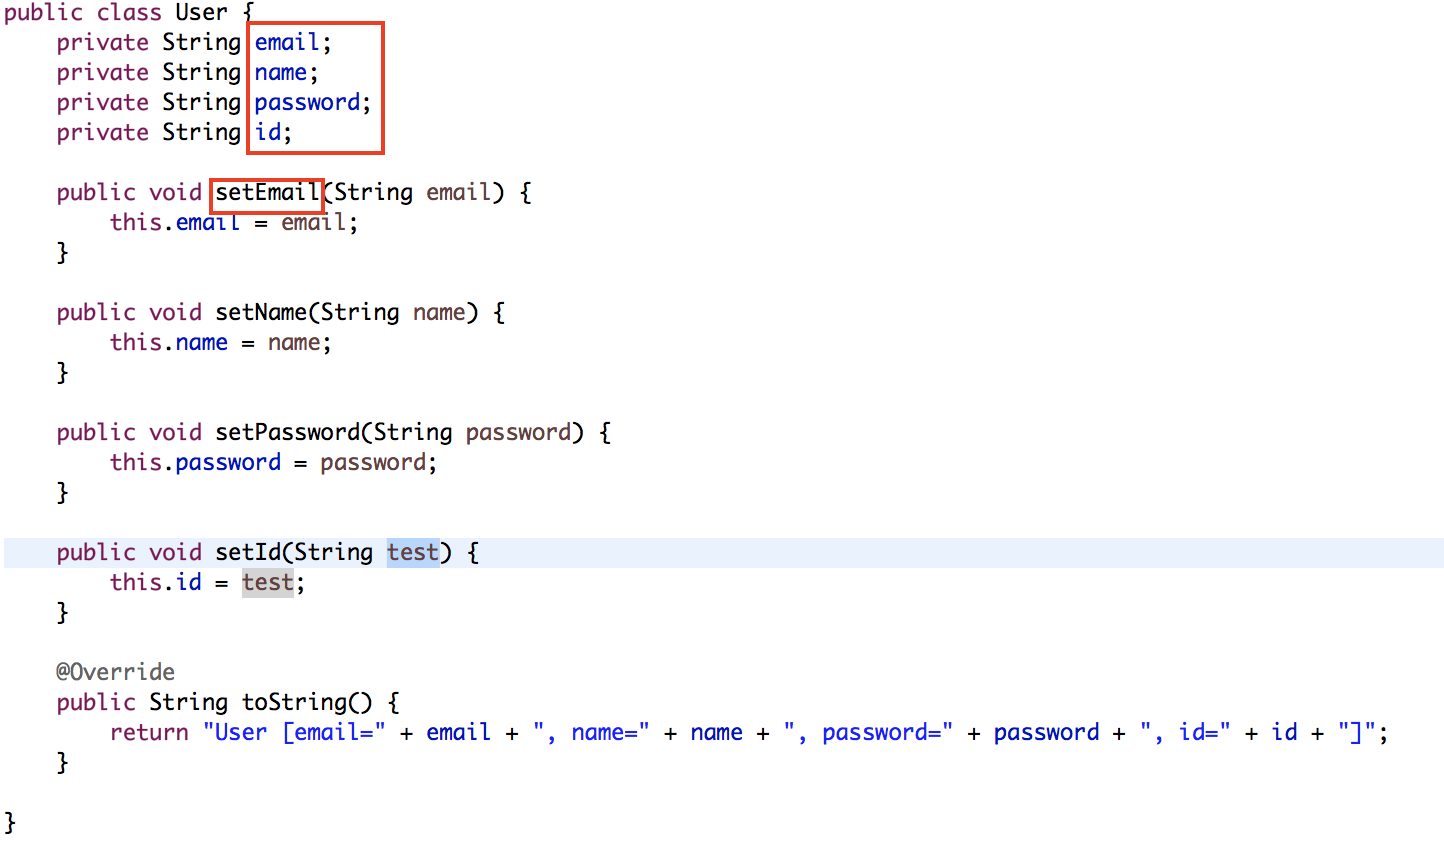 public class User {
    private String email;
    private String name;
    private String password;
    private String id;
    public void setEmail(String email) {
        this.email = email;
    }
    public void setName(String name) {
        this.name = name;
    }
    public void setPassword(String password) {
        this.password = password;
    }
    public void setId(String test) {
        this.id = test;
    }
    @Override
    public String toString() {
        return "User [email=" + email + ", name=" + name + ", password=" + password + ", id=" + id + "]";
    }
}